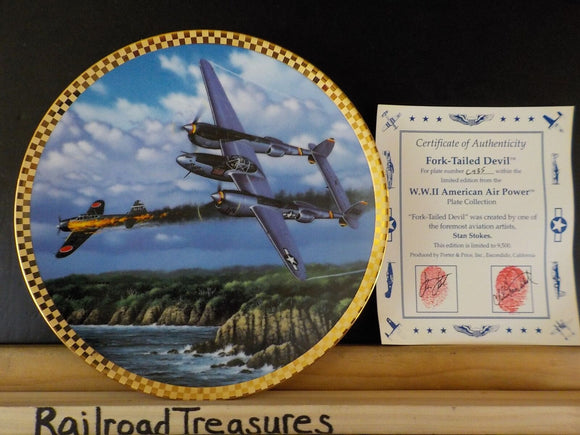 Certificate of Authenticity
Fork-Tailed Devil™
For plate number within the
limited edition from the
W.W.II American Air Power™
Plate Collection
"Fork-Tailed Devil" was created by one of
the foremost aviation artists,
Stan Stokes.
This edition is limited to 9,500.
Produced by Porter & Price, Inc., Escondido, California
RailroadTreasures